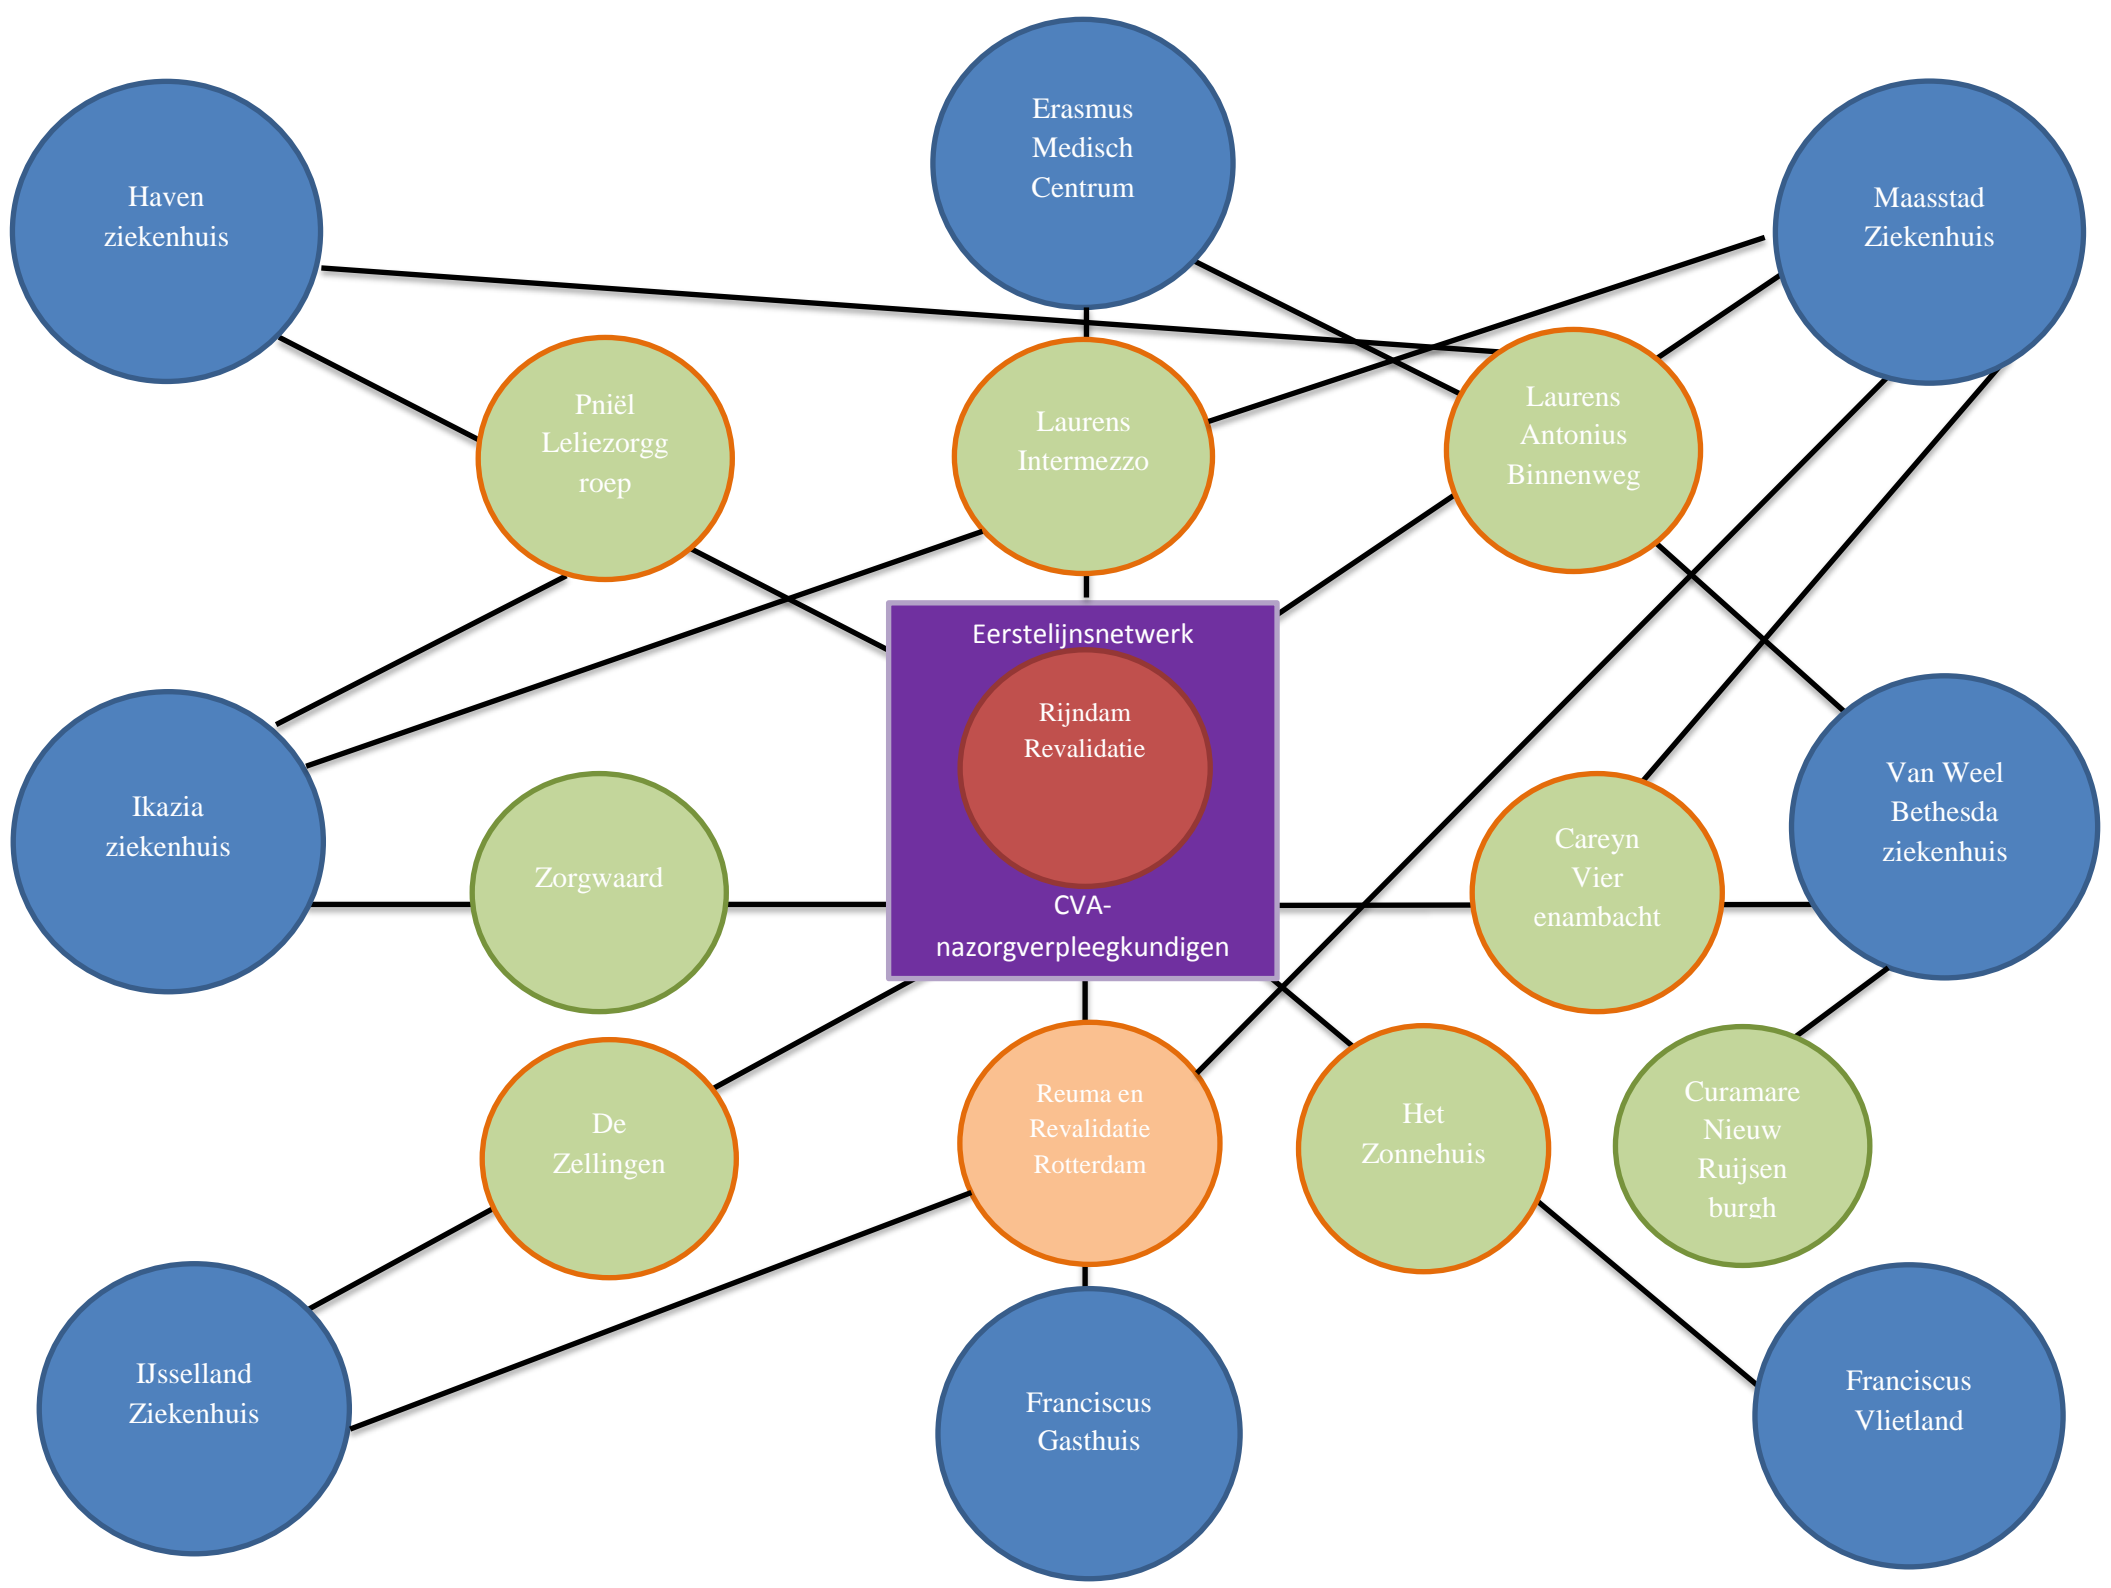 Erasmus
Medisch
Centrum
Haven
ziekenhuis
Maasstad
Ziekenhuis
Pniël
Leliezorgg
roep
Laurens
Intermezzo
Laurens
Antonius
Binnenweg
Eerstelijnsnetwerk
Rijndam
Revalidatie
CVA-
nazorgverpleegkundigen
Ikazia
ziekenhuis
Zorgwaard
Careyn
Vier
enambacht
Van Weel
Bethesda
ziekenhuis
De
Zellingen
Reuma en
Revalidatie
Rotterdam
Het
Zonnehuis
Curamare
Nieuw
Ruijsen
burgh
IJsselland
Ziekenhuis
Franciscus
Gasthuis
Franciscus
Vlietland